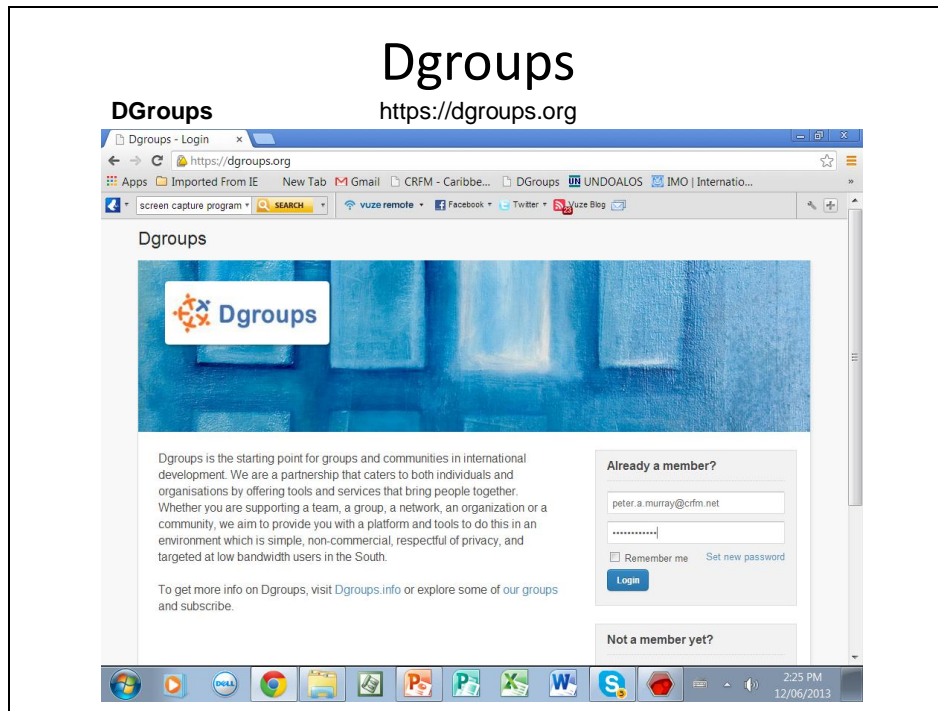 Dgroups
DGroups https://dgroups.org
Dgroups - Login ×
https://dgroups.org
Apps Imported From IE New Tab Gmail CRFM - Caribbe... DGroups UN UNDOALOS IMO | Internatio... »
screen capture program SEARCH vuze remote Facebook Twitter 23 Vuze Blog
Dgroups
Dgroups
Dgroups is the starting point for groups and communities in international
development. We are a partnership that caters to both individuals and
organisations by offering tools and services that bring people together.
Whether you are supporting a team, a group, a network, an organization or a
community, we aim to provide you with a platform and tools to do this in an
environment which is simple, non-commercial, respectful of privacy, and
targeted at low bandwidth users in the South.
To get more info on Dgroups, visit Dgroups.info or explore some of our groups
and subscribe.
Already a member?
peter.a.murray@crfm.net
••••••••••••
Remember me Set new password
Login
Not a member yet?
DELL
2:25 PM
12/06/2013